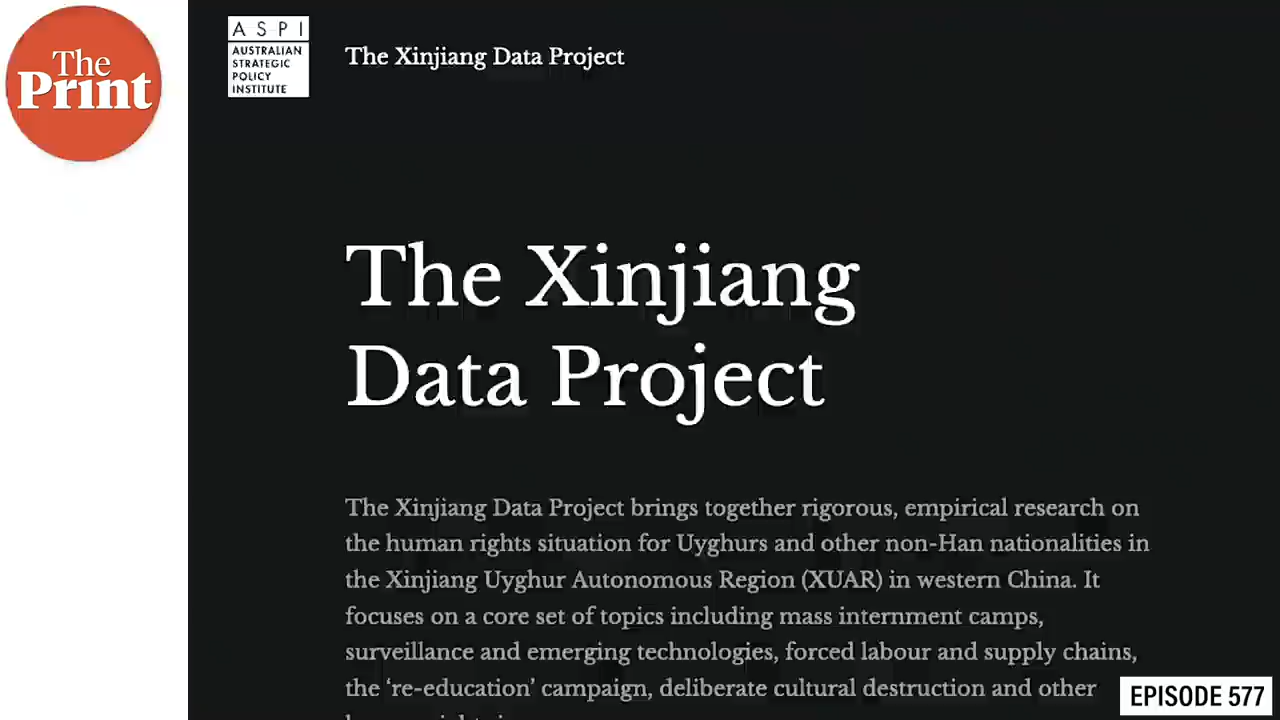 The
Print
A S P I
AUSTRALIAN
STRATEGIC
POLICY
INSTITUTE
The Xinjiang Data Project
The Xinjiang
Data Project
The Xinjiang Data Project brings together rigorous, empirical research on
the human rights situation for Uyghurs and other non-Han nationalities in
the Xinjiang Uyghur Autonomous Region (XUAR) in western China. It
focuses on a core set of topics including mass internment camps,
surveillance and emerging technologies, forced labour and supply chains,
the ‘re-education’ campaign, deliberate cultural destruction and other
EPISODE 577